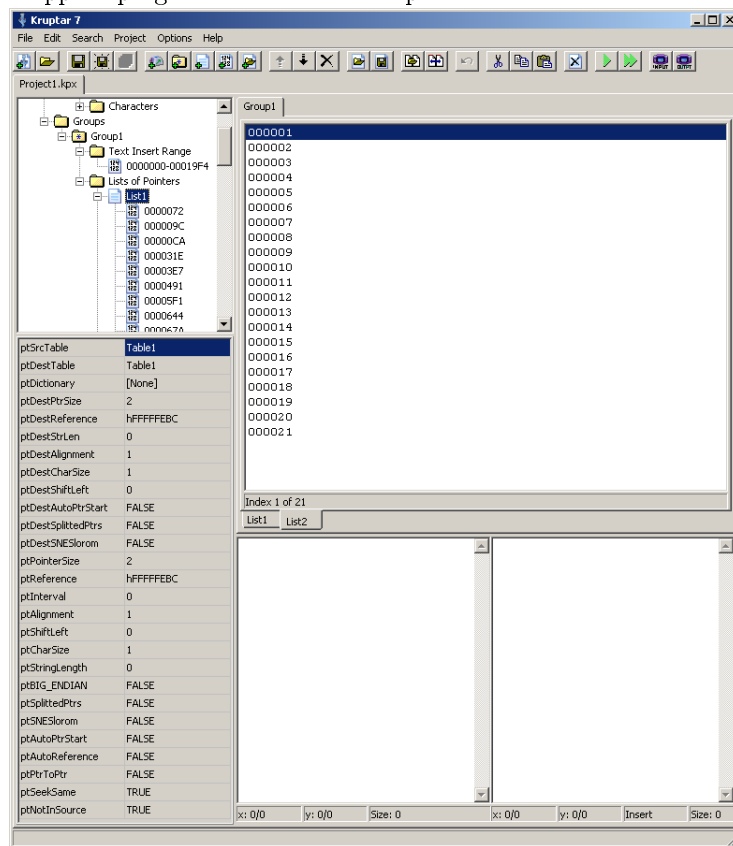 Kruptar 7
File Edit Search Project Options Help
Project1.kpx
Characters
Groups
Group1
Text Insert Range
0000000-00019F4
Lists of Pointers
List1
0000072
000009C
00000CA
000031E
00003E7
0000491
00005F1
0000644
000067A
ptSrcTable Table1
ptDestTable Table1
ptDictionary [None]
ptDestPtrSize 2
ptDestReference hFFFFFEBC
ptDestStrLen 0
ptDestAlignment 1
ptDestCharSize 1
ptDestShiftLeft 0
ptDestAutoPtrStart FALSE
ptDestSplittedPtrs FALSE
ptDestSNESlorom FALSE
ptPointerSize 2
ptReference hFFFFFEBC
ptInterval 0
ptAlignment 1
ptShiftLeft 0
ptCharSize 1
ptStringLength 0
ptBIG_ENDIAN FALSE
ptSplittedPtrs FALSE
ptSNESlorom FALSE
ptAutoPtrStart FALSE
ptAutoReference FALSE
ptPtrToPtr FALSE
ptSeekSame TRUE
ptNotInSource TRUE
Group1
000001
000002
000003
000004
000005
000006
000007
000008
000009
000010
000011
000012
000013
000014
000015
000016
000017
000018
000019
000020
000021
Index 1 of 21
List1 List2
x: 0/0 y: 0/0 Size: 0 x: 0/0 y: 0/0 Insert Size: 0